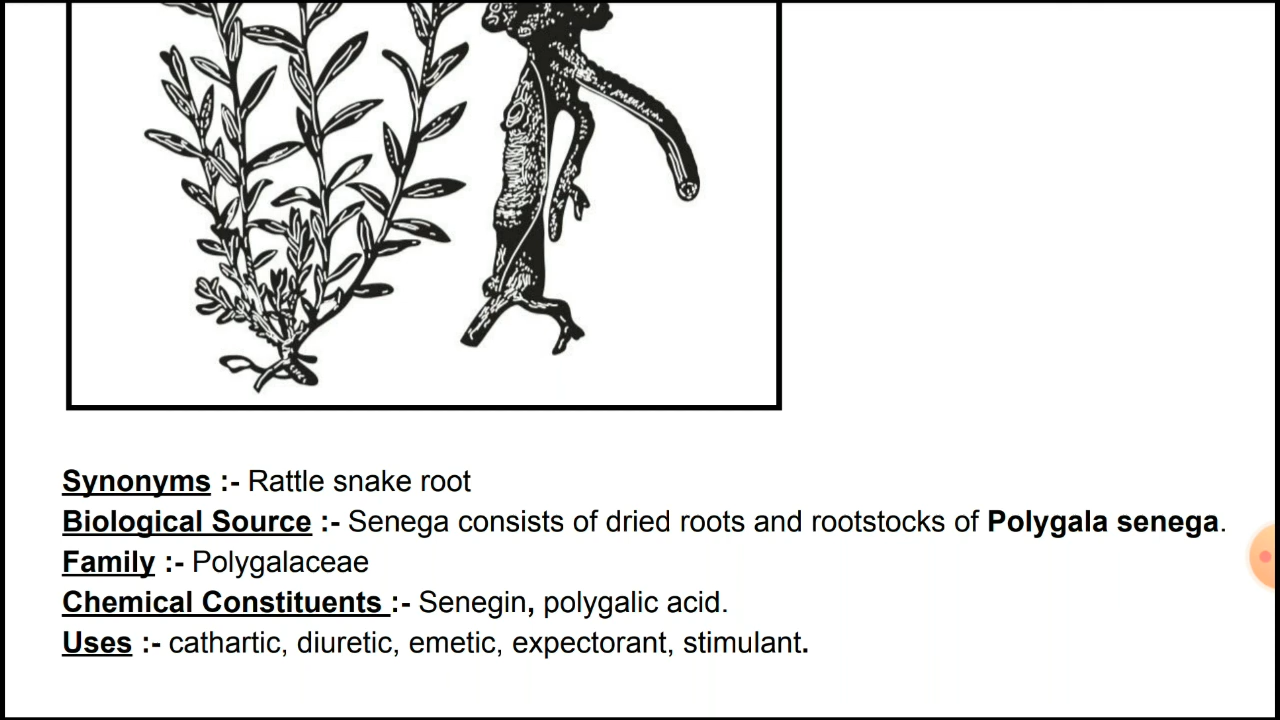 Synonyms :- Rattle snake root
Biological Source :- Senega consists of dried roots and rootstocks of Polygala senega.
Family :- Polygalaceae
Chemical Constituents :- Senegin, polygalic acid.
Uses :- cathartic, diuretic, emetic, expectorant, stimulant.